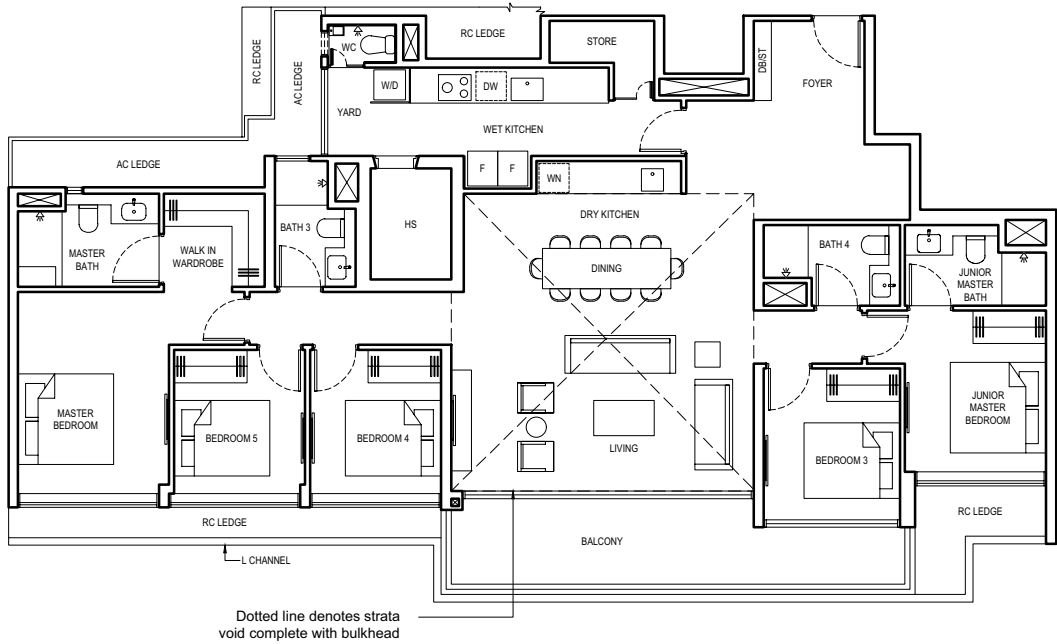 RC LEDGE
AC LEDGE
WC
RC LEDGE
STORE
DB/ST
FOYER
W/D
DW
YARD
WET KITCHEN
AC LEDGE
F
F
WN
DRY KITCHEN
HS
BATH 3
MASTER
BATH
WALK IN
WARDROBE
DINING
BATH 4
JUNIOR
MASTER
BATH
MASTER
BEDROOM
BEDROOM 5
BEDROOM 4
LIVING
BEDROOM 3
JUNIOR
MASTER
BEDROOM
RC LEDGE
RC LEDGE
BALCONY
L CHANNEL
Dotted line denotes strata
void complete with bulkhead